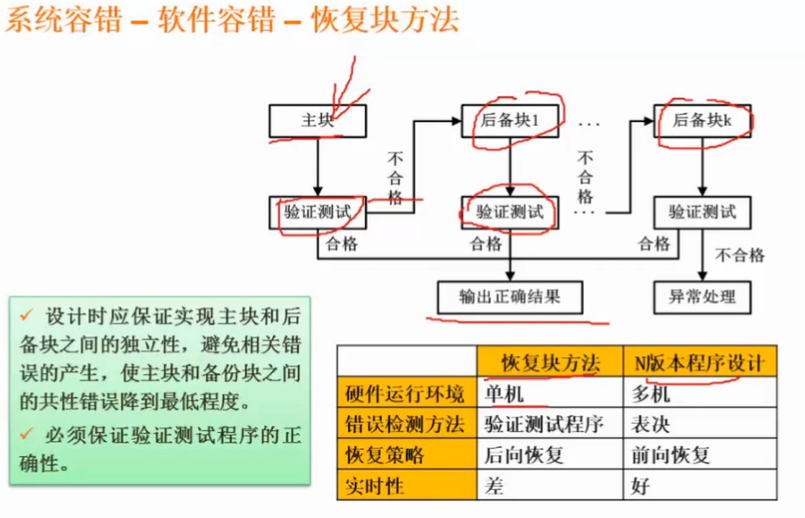 系统容错 – 软件容错 – 恢复块方法
主块
后备块1
...
后备块k
不合格
不合格
验证测试
验证测试
...
验证测试
合格
合格
合格
不合格
输出正确结果
异常处理
✓ 设计时应保证实现主块和后
备块之间的独立性，避免相关错
误的产生，使主块和备份块之间
的共性错误降到最低程度。
✓ 必须保证验证测试程序的正
确性。
恢复块方法 N版本程序设计
硬件运行环境 单机 多机
错误检测方法 验证测试程序 表决
恢复策略 后向恢复 前向恢复
实时性 差 好